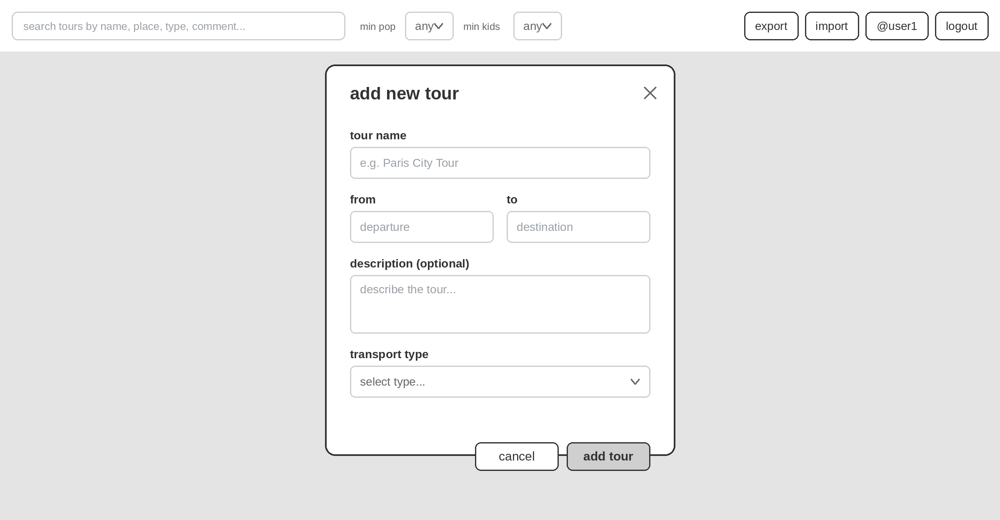 search tours by name, place, type, comment... min pop any min kids any export import @user1 logout
add new tour
tour name
e.g. Paris City Tour
from to
departure destination
description (optional)
describe the tour...
transport type
select type...
cancel add tour